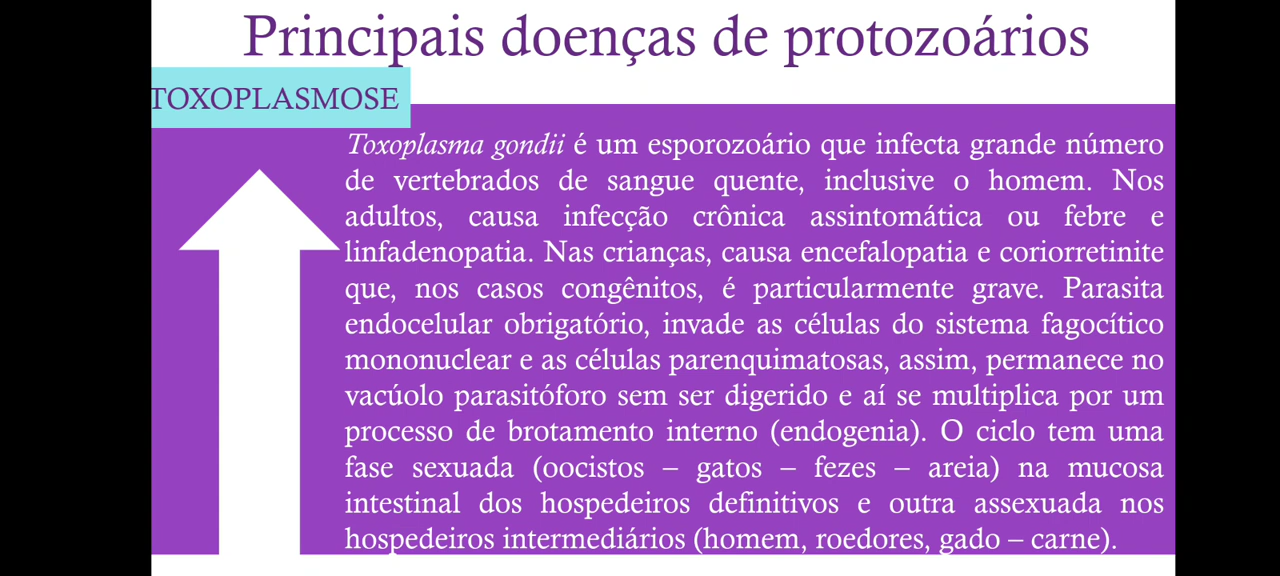 Principais doenças de protozoários
TOXOPLASMOSE
Toxoplasma gondii é um esporozoário que infecta grande número
de vertebrados de sangue quente, inclusive o homem. Nos
adultos, causa infecção crônica assintomática ou febre e
linfadenopatia. Nas crianças, causa encefalopatia e coriorretinite
que, nos casos congênitos, é particularmente grave. Parasita
endocelular obrigatório, invade as células do sistema fagocítico
mononuclear e as células parenquimatosas, assim, permanece no
vacúolo parasitóforo sem ser digerido e aí se multiplica por um
processo de brotamento interno (endogenia). O ciclo tem uma
fase sexuada (oocistos – gatos – fezes – areia) na mucosa
intestinal dos hospedeiros definitivos e outra assexuada nos
hospedeiros intermediários (homem, roedores, gado – carne).